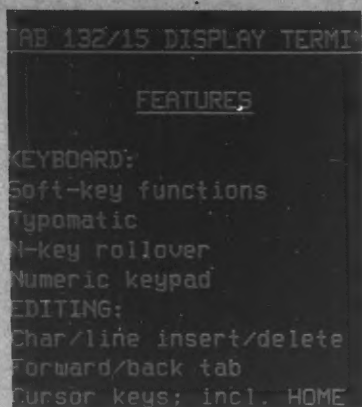 TAB 132/15 DISPLAY TERMI
FEATURES
KEYBOARD:
Soft-key functions
Typomatic
N-key rollover
Numeric keypad
EDITING:
Char/line insert/delete
Forward/back tab
Cursor keys; incl. HOME